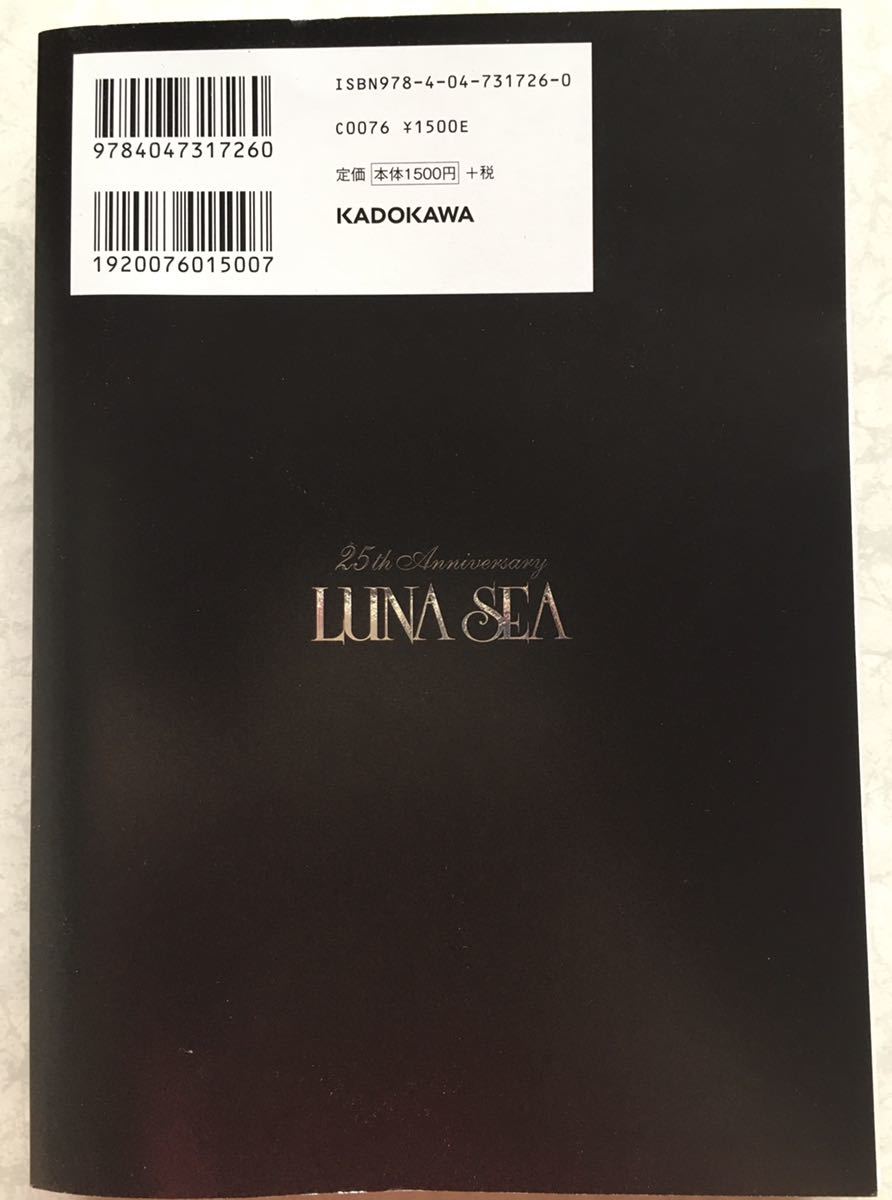 ISBN978-4-04-731726-0
C0076 ¥1500E
定価 本体1500円 +税
KADOKAWA
9784047317260
1920076015007
25th Anniversary
LUNA SEA